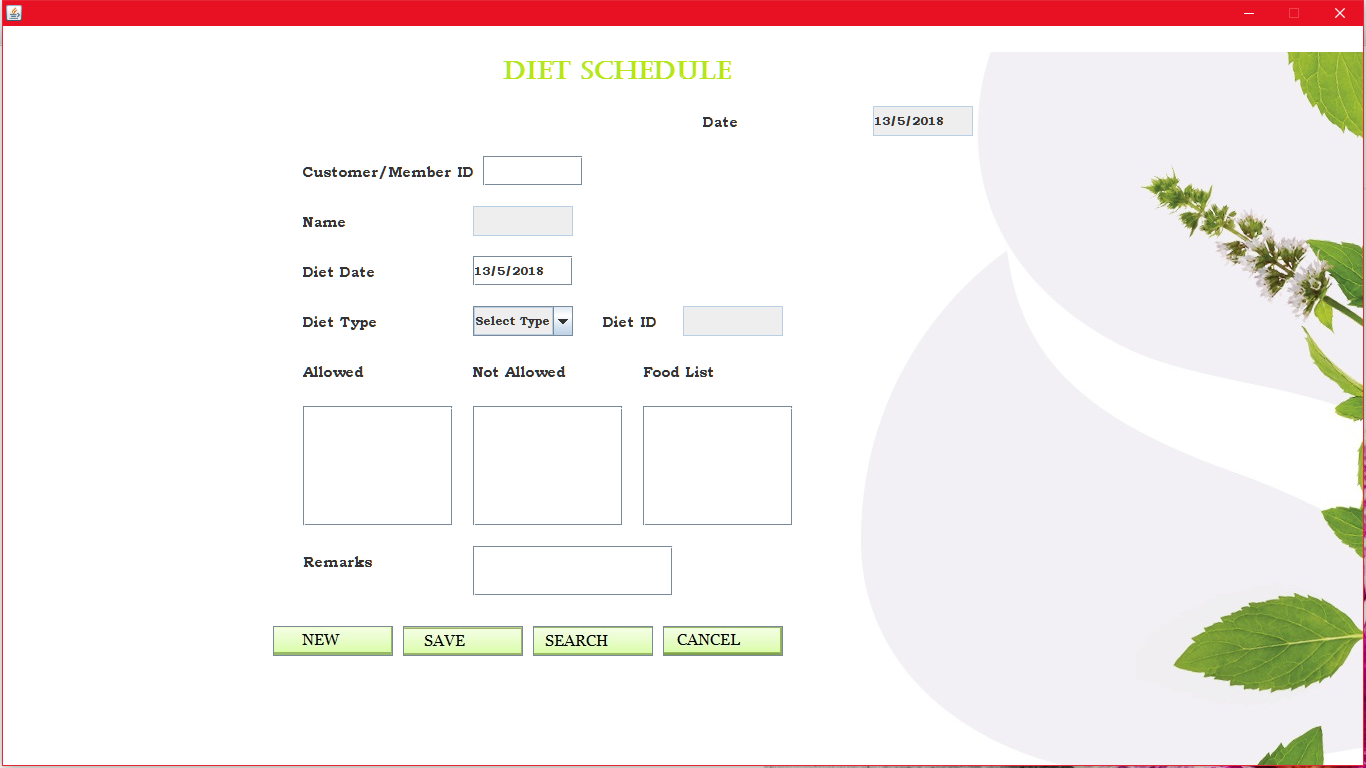 DIET SCHEDULE
Date 13/5/2018
Customer/Member ID
Name
Diet Date 13/5/2018
Diet Type Select Type Diet ID
Allowed Not Allowed Food List
Remarks
NEW SAVE SEARCH CANCEL